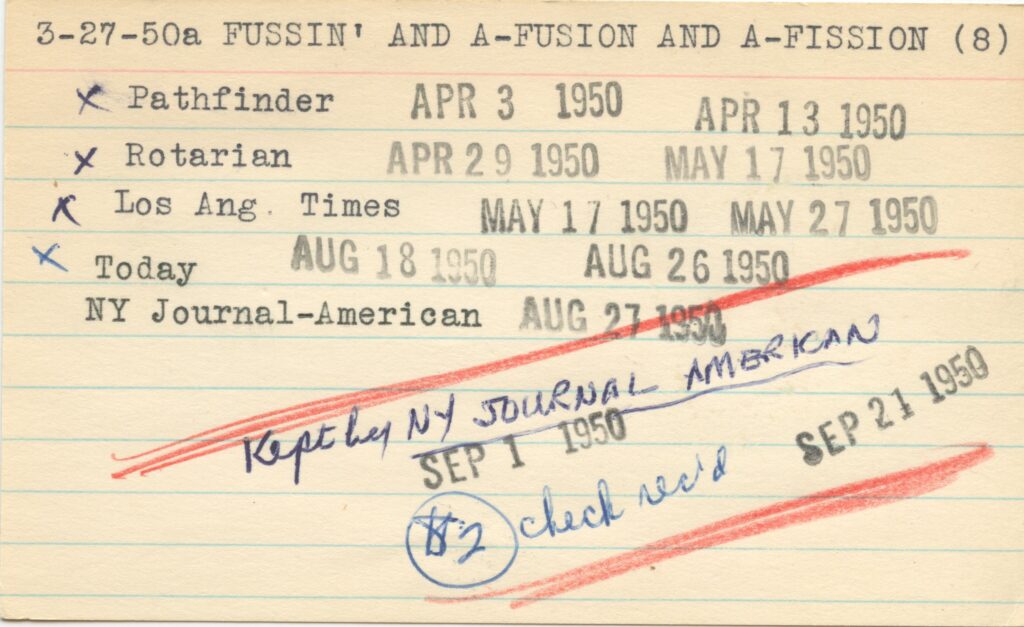 3-27-50a FUSSIN' AND A-FUSION AND A-FISSION (8)
x Pathfinder APR 3 1950 APR 13 1950
x Rotarian APR 29 1950 MAY 17 1950
x Los Ang. Times MAY 17 1950 MAY 27 1950
x Today AUG 18 1950 AUG 26 1950
NY Journal-American AUG 27 1950
Kept by NY JOURNAL AMERICAN
SEP 1 1950 SEP 21 1950
$2 check rec'd